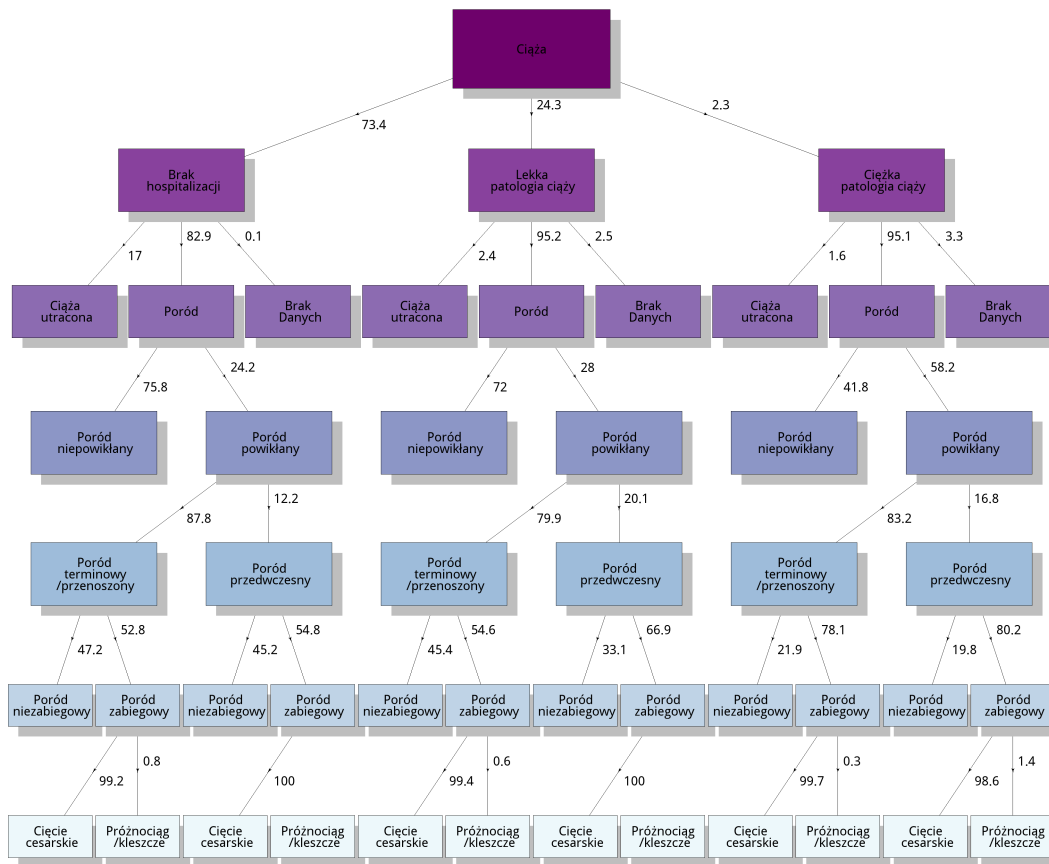 Ciąża
24.3
2.3
73.4
Brak
hospitalizacji
Lekka
patologia ciąży
Ciężka
patologia ciąży
82.9
0.1
95.2
2.5
95.1
3.3
17
2.4
1.6
Ciąża
utracona
Poród
Brak
Danych
Ciąża
utracona
Poród
Brak
Danych
Ciąża
utracona
Poród
Brak
Danych
24.2
28
58.2
75.8
72
41.8
Poród
niepowikłany
Poród
powikłany
Poród
niepowikłany
Poród
powikłany
Poród
niepowikłany
Poród
powikłany
12.2
20.1
16.8
87.8
79.9
83.2
Poród
terminowy
/przenoszony
Poród
przedwczesny
Poród
terminowy
/przenoszony
Poród
przedwczesny
Poród
terminowy
/przenoszony
Poród
przedwczesny
52.8
54.8
54.6
66.9
78.1
80.2
47.2
45.2
45.4
33.1
21.9
19.8
Poród
niezabiegowy
Poród
zabiegowy
Poród
niezabiegowy
Poród
zabiegowy
Poród
niezabiegowy
Poród
zabiegowy
Poród
niezabiegowy
Poród
zabiegowy
Poród
niezabiegowy
Poród
zabiegowy
Poród
niezabiegowy
Poród
zabiegowy
0.8
0.6
0.3
1.4
99.2
100
99.4
100
99.7
98.6
Cięcie
cesarskie
Próżnociąg
/kleszcze
Cięcie
cesarskie
Próżnociąg
/kleszcze
Cięcie
cesarskie
Próżnociąg
/kleszcze
Cięcie
cesarskie
Próżnociąg
/kleszcze
Cięcie
cesarskie
Próżnociąg
/kleszcze
Cięcie
cesarskie
Próżnociąg
/kleszcze